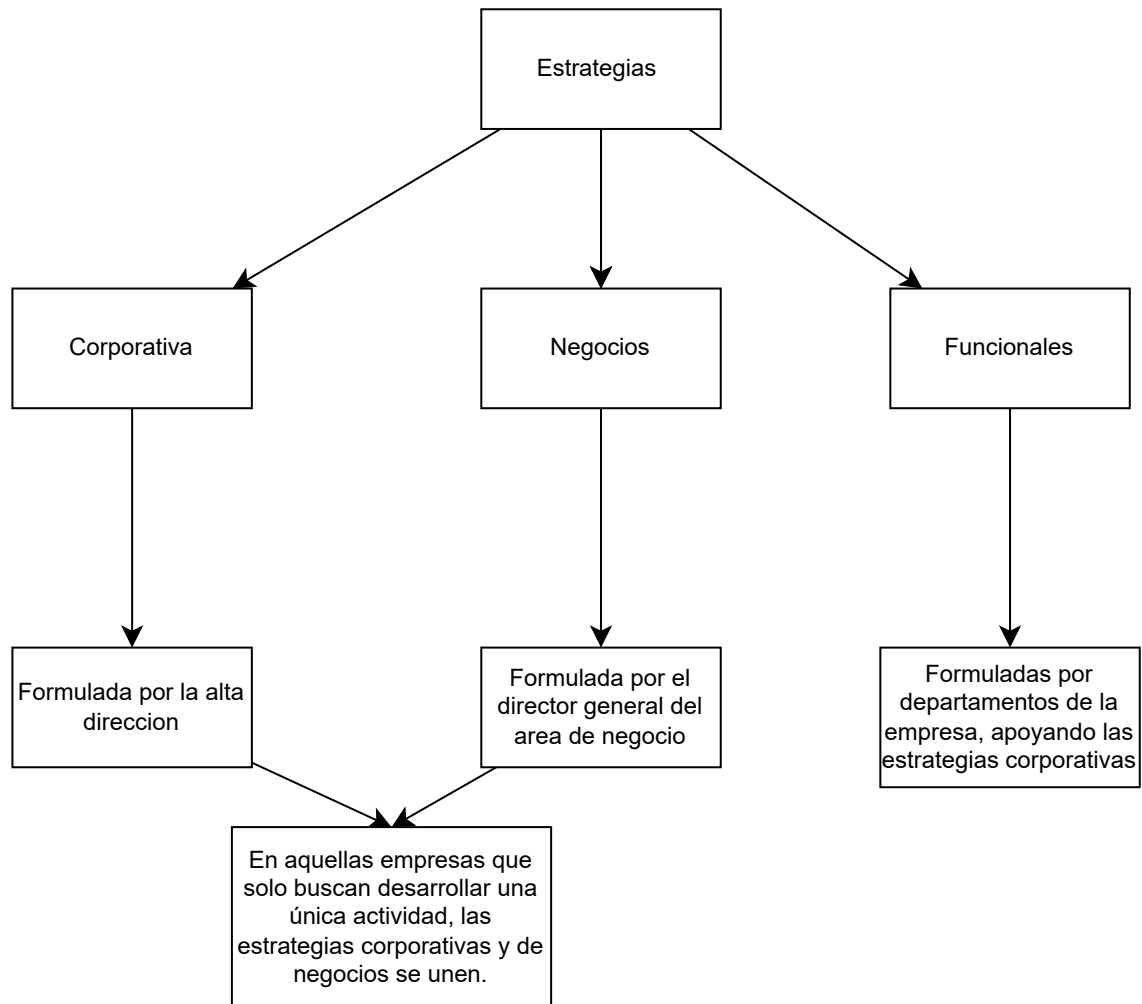 Estrategias
Corporativa
Negocios
Funcionales
Formulada por la alta
direccion
Formulada por el
director general del
area de negocio
Formuladas por
departamentos de la
empresa, apoyando las
estrategias corporativas
En aquellas empresas que
solo buscan desarrollar una
única actividad, las
estrategias corporativas y de
negocios se unen.